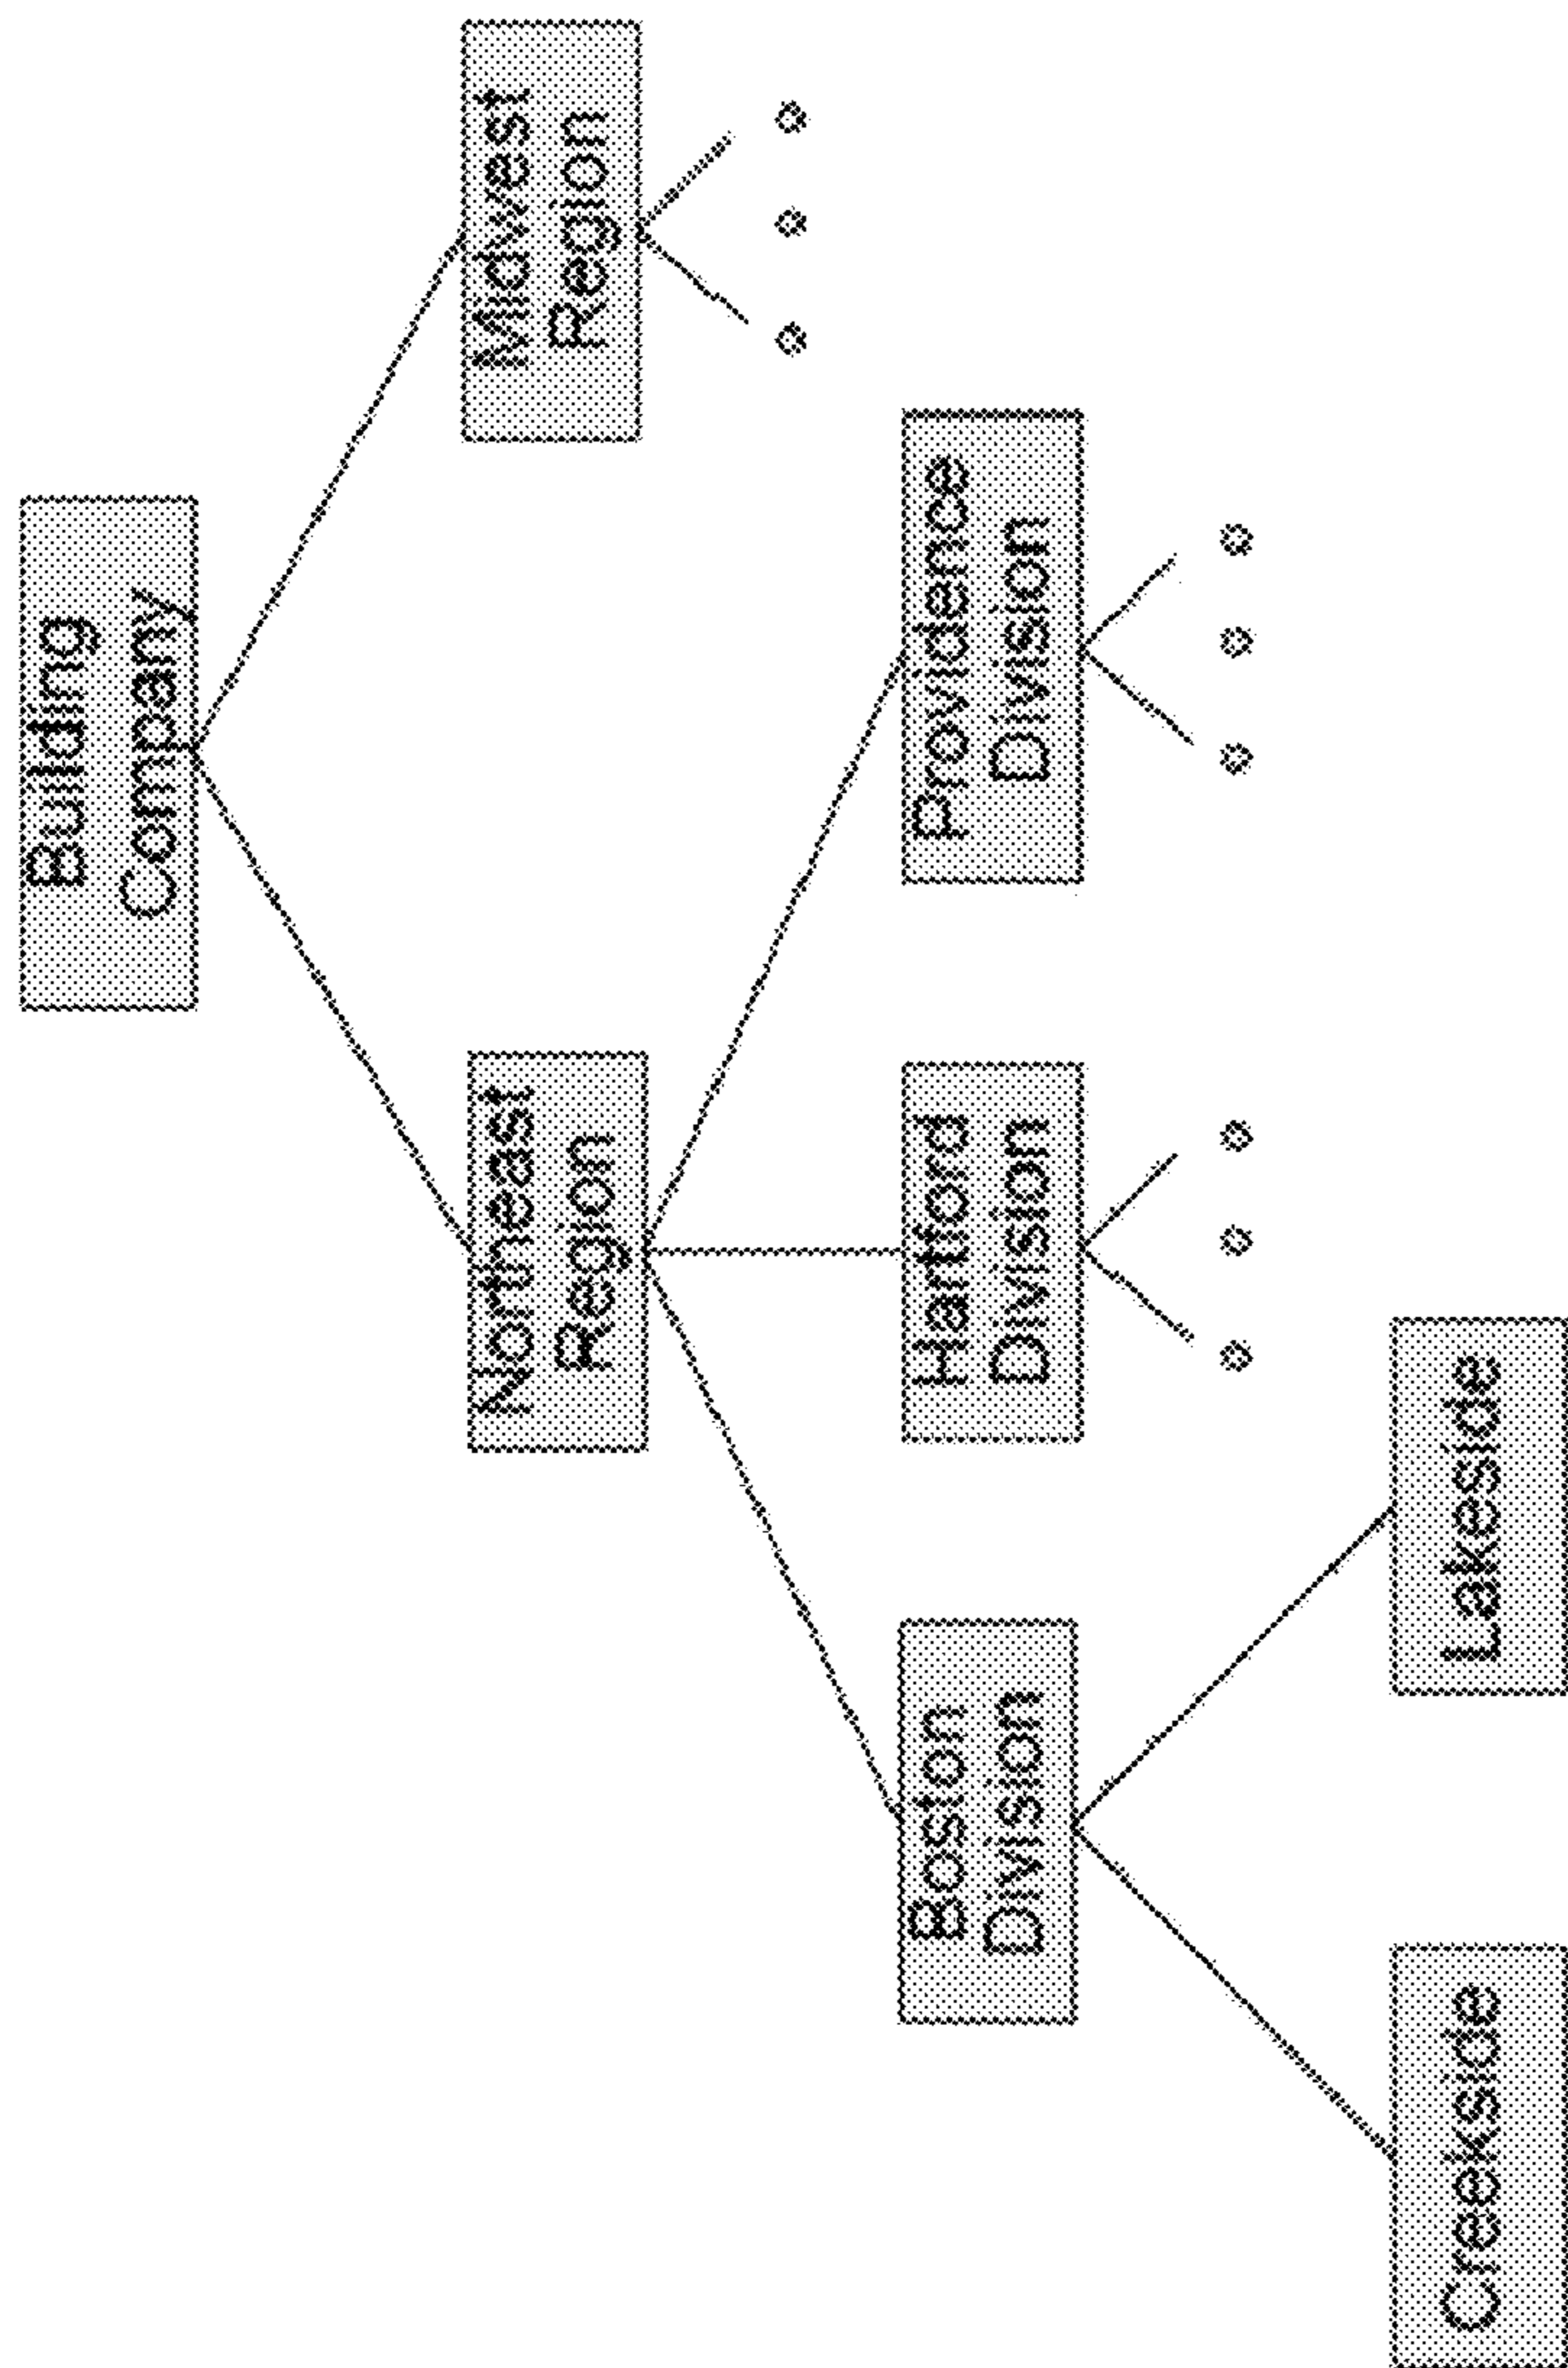 Building
Company
Northeast
Region
Midwest
Region
Boston
Division
Hartford
Division
Providence
Division
Creekside
Lakeside